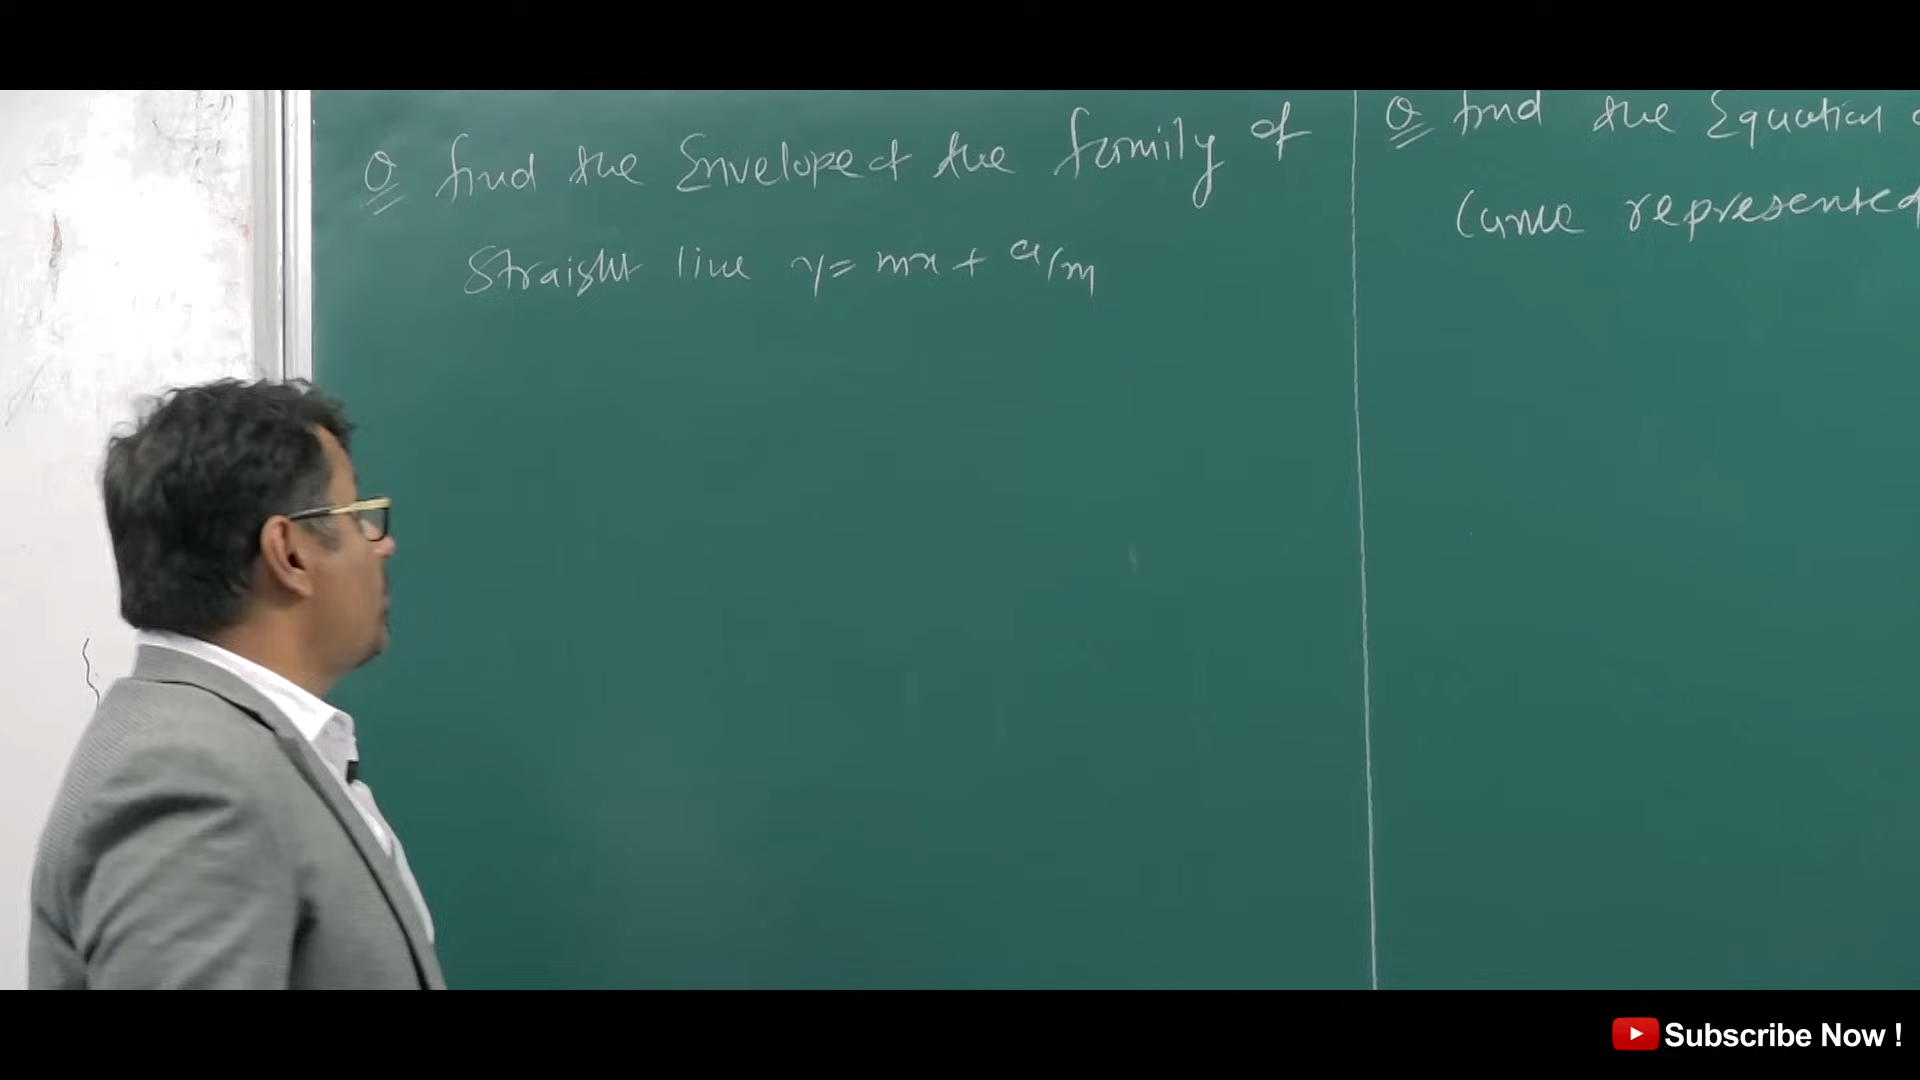 Q find the Envelope of the family of
Straight line y = mx + a/m
Q find the Equation
Curve represented
Subscribe Now !